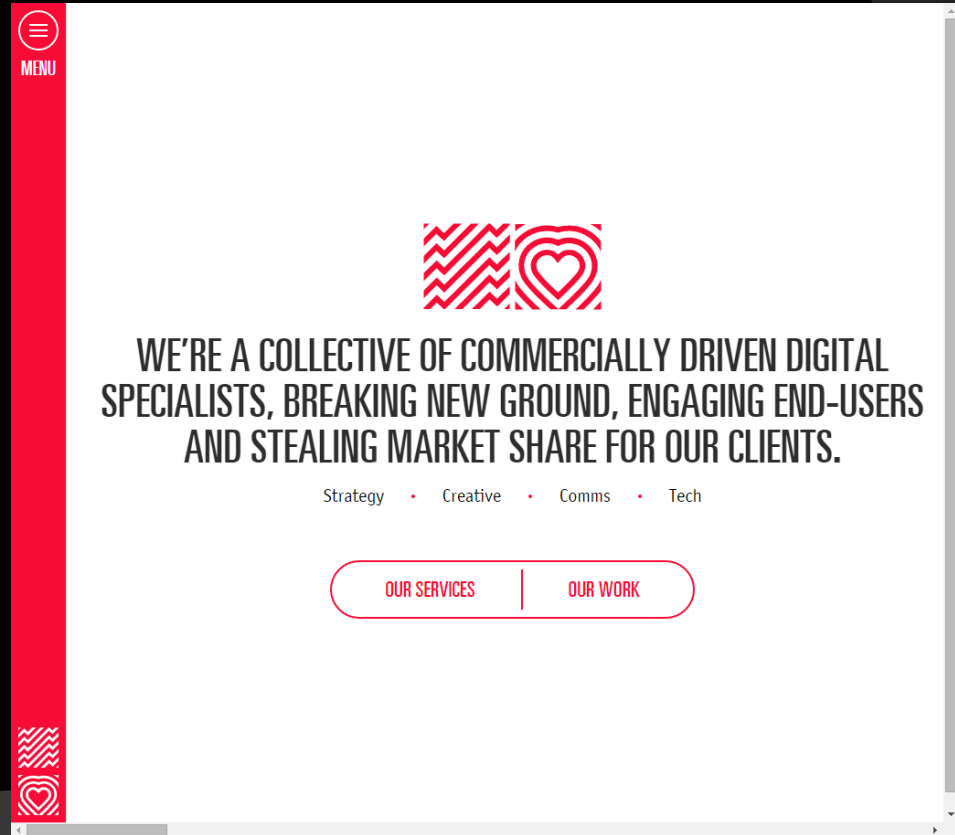 MENU
WE’RE A COLLECTIVE OF COMMERCIALLY DRIVEN DIGITAL
SPECIALISTS, BREAKING NEW GROUND, ENGAGING END-USERS
AND STEALING MARKET SHARE FOR OUR CLIENTS.
Strategy • Creative • Comms • Tech
OUR SERVICES | OUR WORK